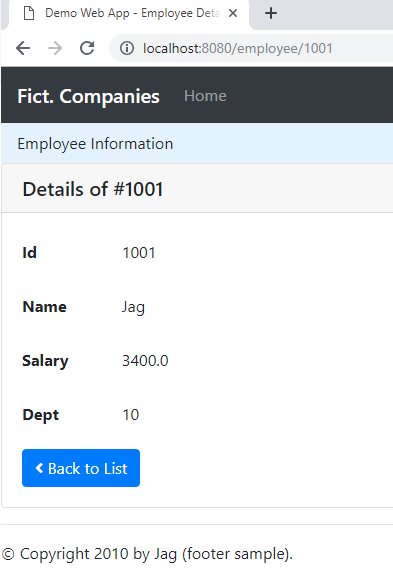 Demo Web App - Employee Deta
localhost:8080/employee/1001
Fict. Companies Home
Employee Information
Details of #1001
Id 1001
Name Jag
Salary 3400.0
Dept 10
Back to List
© Copyright 2010 by Jag (footer sample).